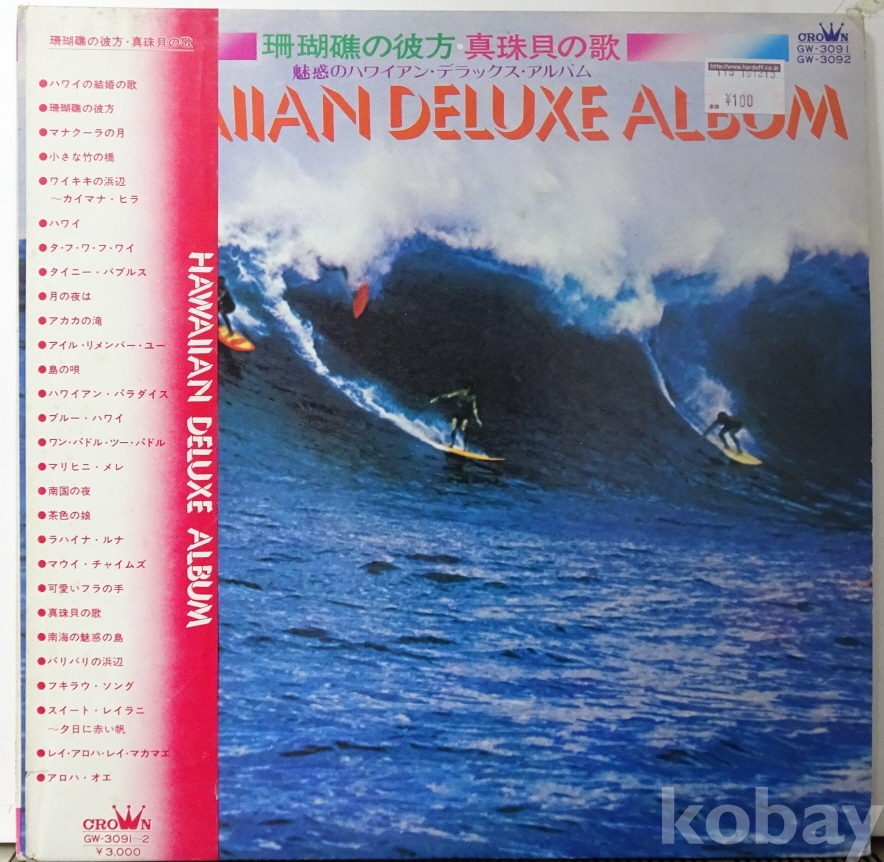 珊瑚礁の彼方・真珠貝の歌
●ハワイの結婚の歌
●珊瑚礁の彼方
●マナクーラの月
●小さな竹の橋
●ワイキキの浜辺
〜カイマナ・ヒラ
●ハワイ
●タ・フ・ワ・フ・ワイ
●タイニー・バブルス
●月の夜は
●アカカの滝
●アイル・リメンバー・ユー
●島の唄
●ハワイアン・パラダイス
●ブルー・ハワイ
●ワン・パドル・ツー・パドル
●マリヒニ・メレ
●南国の夜
●茶色の娘
●ラハイナ・ルナ
●マウイ・チャイムズ
●可愛いフラの手
●真珠貝の歌
●南海の魅惑の島
●バリバリの浜辺
●フキラウ・ソング
●スイート・レイラニ
〜夕日に赤い帆
●レイ・アロハ・レイ・マカマエ
●アロハ・オエ
CROWN
GW-3091~2
¥3,000
HAWAIIAN DELUXE ALBUM
珊瑚礁の彼方・真珠貝の歌
魅惑のハワイアン・デラックス・アルバム
AIIAN DELUXE ALBUM
CROWN
GW-3091
GW-3092
http://www.hardoff.co.jp
¥100
kobay